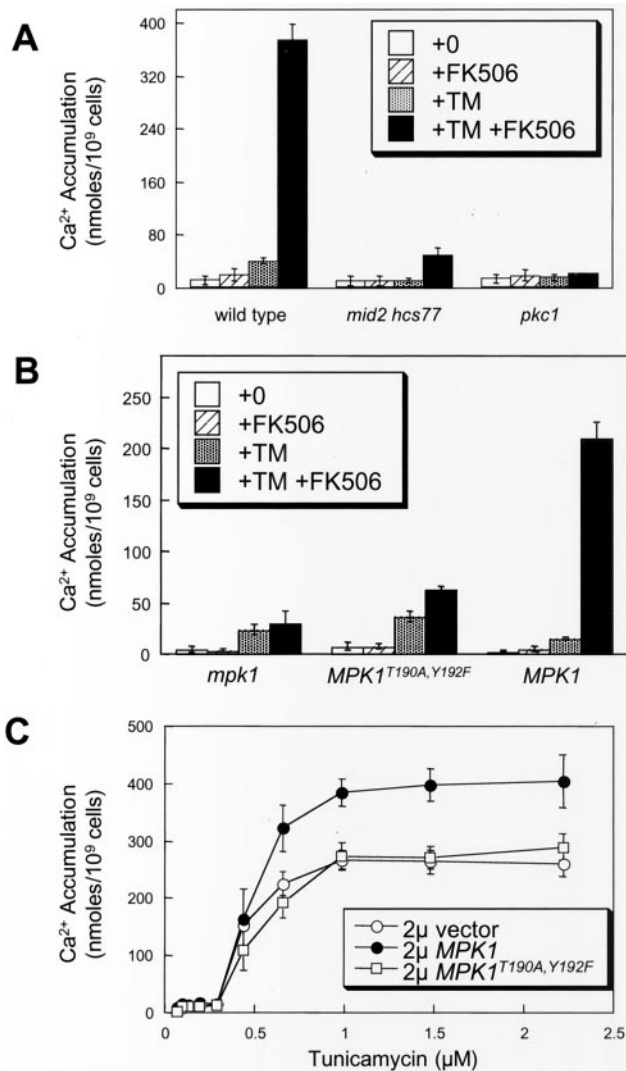 A
Ca²⁺ Accumulation
(nmoles/10⁹ cells)
400
320
240
160
80
0
+0
+FK506
+TM
+TM +FK506
wild type
mid2 hcs77
pkc1
B
Ca²⁺ Accumulation
(nmoles/10⁹ cells)
250
200
150
100
50
0
+0
+FK506
+TM
+TM +FK506
mpk1
MPK1ᵀ¹⁹⁰ᴬ,ʸ¹⁹²ᶠ
MPK1
C
Ca²⁺ Accumulation
(nmoles/10⁹ cells)
500
400
300
200
100
0
2μ vector
2μ MPK1
2μ MPK1ᵀ¹⁹⁰ᴬ,ʸ¹⁹²ᶠ
0
0.5
1
1.5
2
2.5
Tunicamycin (μM)